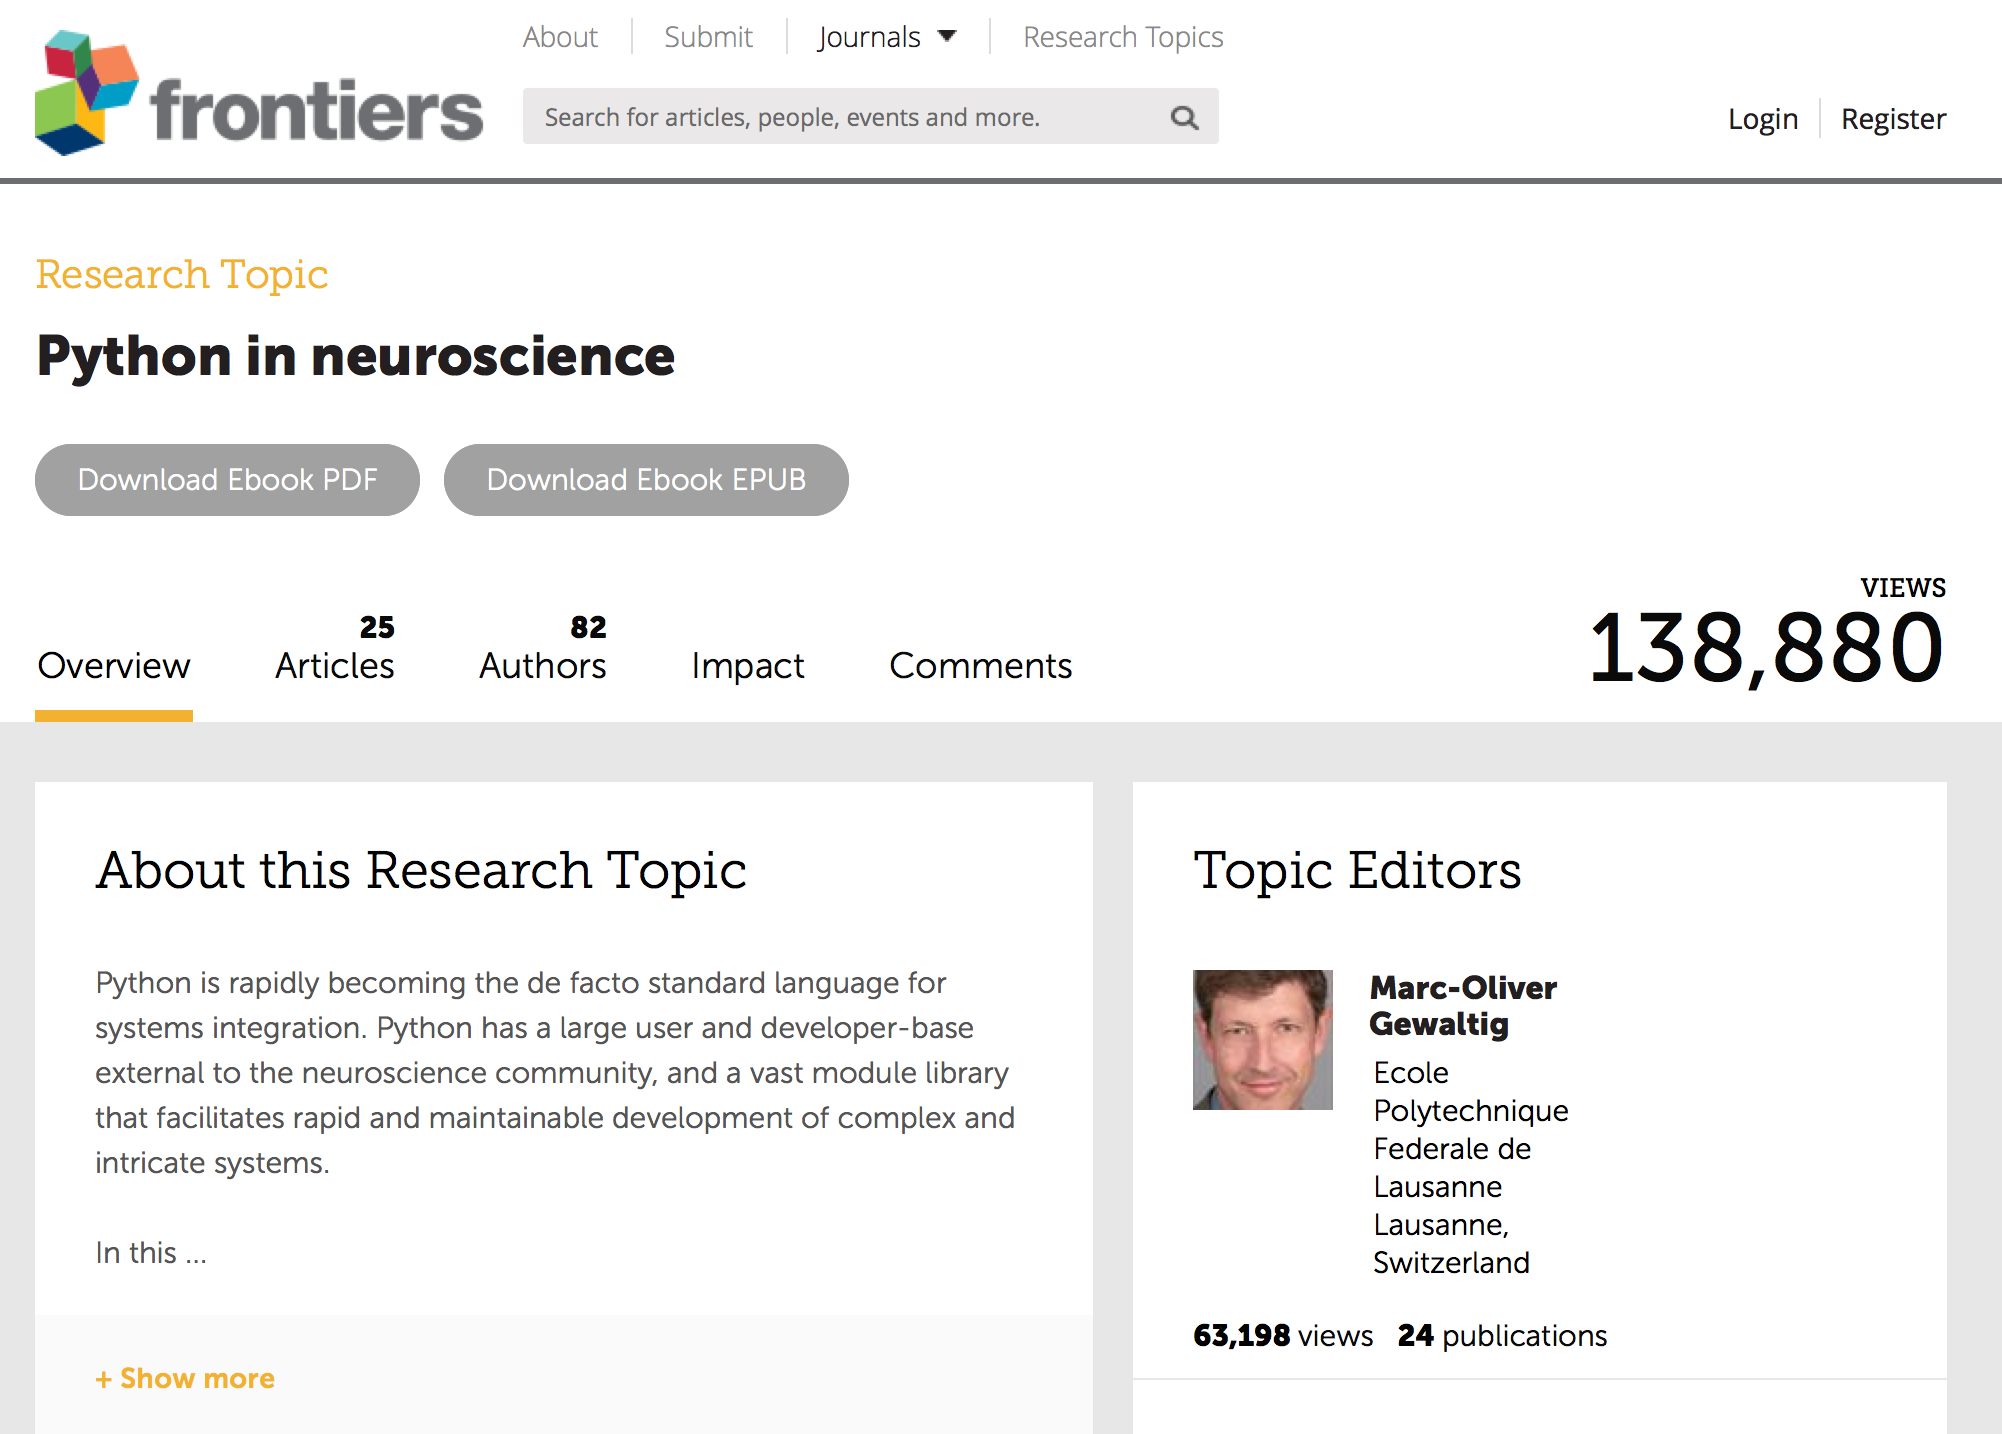 frontiers
About
Submit
Journals
Research Topics
Search for articles, people, events and more.
Login
Register
Research Topic
Python in neuroscience
Download Ebook PDF
Download Ebook EPUB
Overview
25
Articles
82
Authors
Impact
Comments
VIEWS
138,880
About this Research Topic
Python is rapidly becoming the de facto standard language for
systems integration. Python has a large user and developer-base
external to the neuroscience community, and a vast module library
that facilitates rapid and maintainable development of complex and
intricate systems.
In this ...
+ Show more
Topic Editors
Marc-Oliver
Gewaltig
Ecole
Polytechnique
Federale de
Lausanne
Lausanne,
Switzerland
63,198 views 24 publications